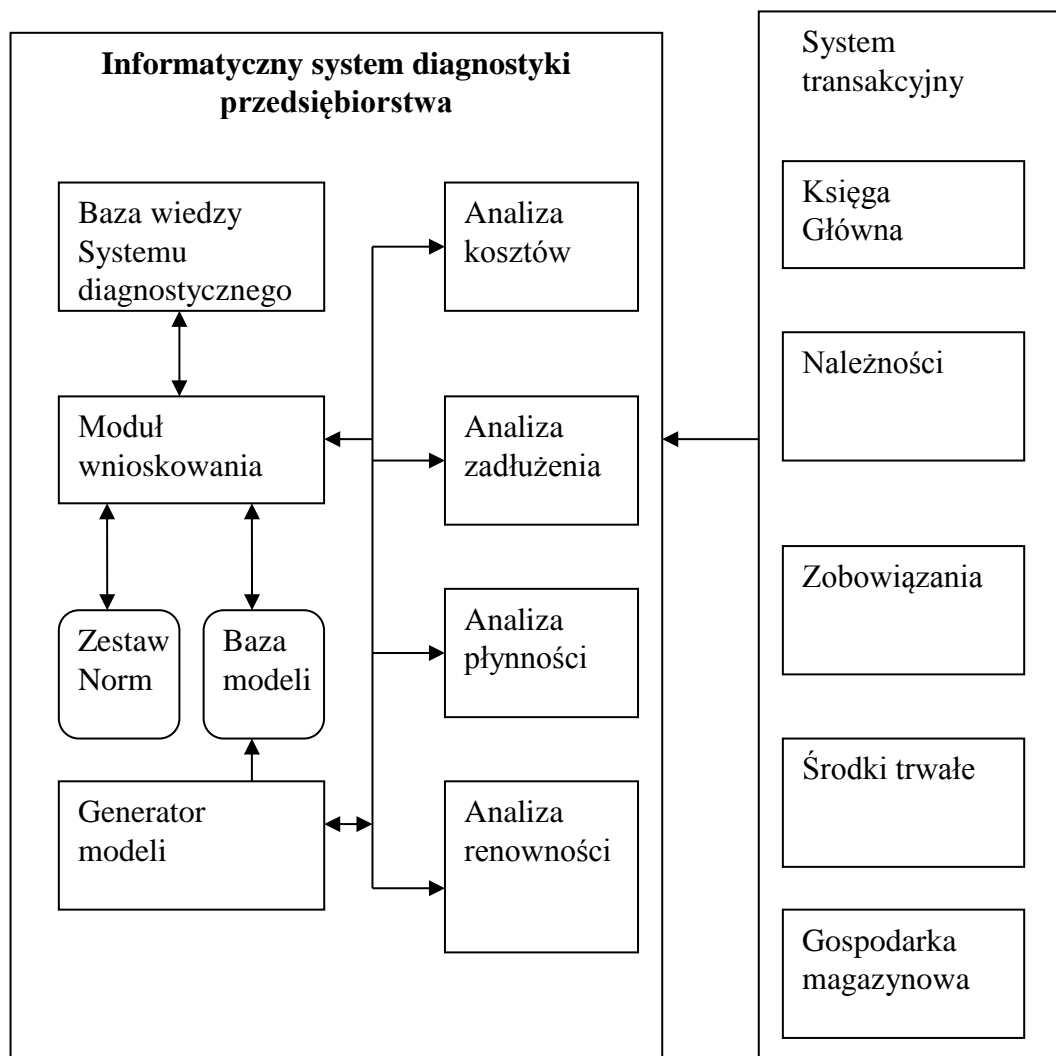 Informatyczny system diagnostyki
przedsiębiorstwa
Baza wiedzy
Systemu
diagnostycznego
Moduł
wnioskowania
Zestaw
Norm
Baza
modeli
Generator
modeli
Analiza
kosztów
Analiza
zadłużenia
Analiza
płynności
Analiza
renowności
System
transakcyjny
Księga
Główna
Należności
Zobowiązania
Środki trwałe
Gospodarka
magazynowa